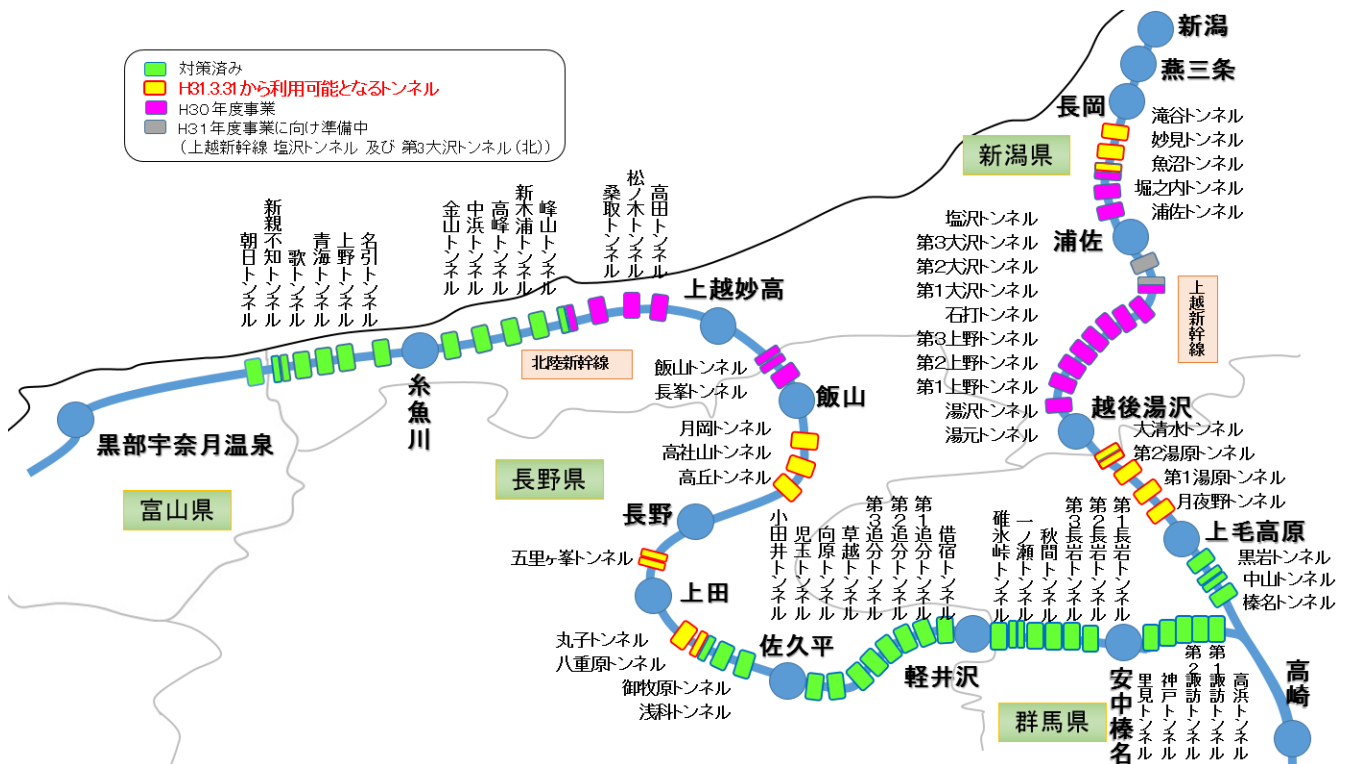 対策済み
H31.3.31から利用可能となるトンネル
H30年度事業
H31年度事業に向け準備中
（上越新幹線 塩沢トンネル 及び 第3大沢トンネル（北））
新潟
燕三条
長岡
新潟県
滝谷トンネル
妙見トンネル
魚沼トンネル
堀之内トンネル
浦佐トンネル
浦佐
塩沢トンネル
第3大沢トンネル
第2大沢トンネル
第1大沢トンネル
石打トンネル
第3上野トンネル
第2上野トンネル
第1上野トンネル
湯沢トンネル
湯元トンネル
上越新幹線
越後湯沢
大清水トンネル
第2湯原トンネル
第1湯原トンネル
月夜野トンネル
上毛高原
黒岩トンネル
中山トンネル
榛名トンネル
高崎
朝日トンネル
新親不知トンネル
歌トンネル
青海トンネル
上野トンネル
名引トンネル
金山トンネル
中浜トンネル
高峰トンネル
新木浦トンネル
峰山トンネル
桑取トンネル
松ノ木トンネル
高田トンネル
上越妙高
北陸新幹線
糸魚川
黒部宇奈月温泉
富山県
飯山トンネル
長峯トンネル
飯山
月岡トンネル
高社山トンネル
高丘トンネル
長野県
長野
五里ヶ峯トンネル
上田
丸子トンネル
八重原トンネル
御牧原トンネル
浅科トンネル
佐久平
小田井トンネル
児玉トンネル
向原トンネル
草越トンネル
第3追分トンネル
第2追分トンネル
第1追分トンネル
借宿トンネル
軽井沢
碓氷峠トンネル
一ノ瀬トンネル
秋間トンネル
第3長岩トンネル
第2長岩トンネル
第1長岩トンネル
安中榛名
群馬県
里見トンネル
神戸トンネル
第2諏訪トンネル
第1諏訪トンネル
高浜トンネル